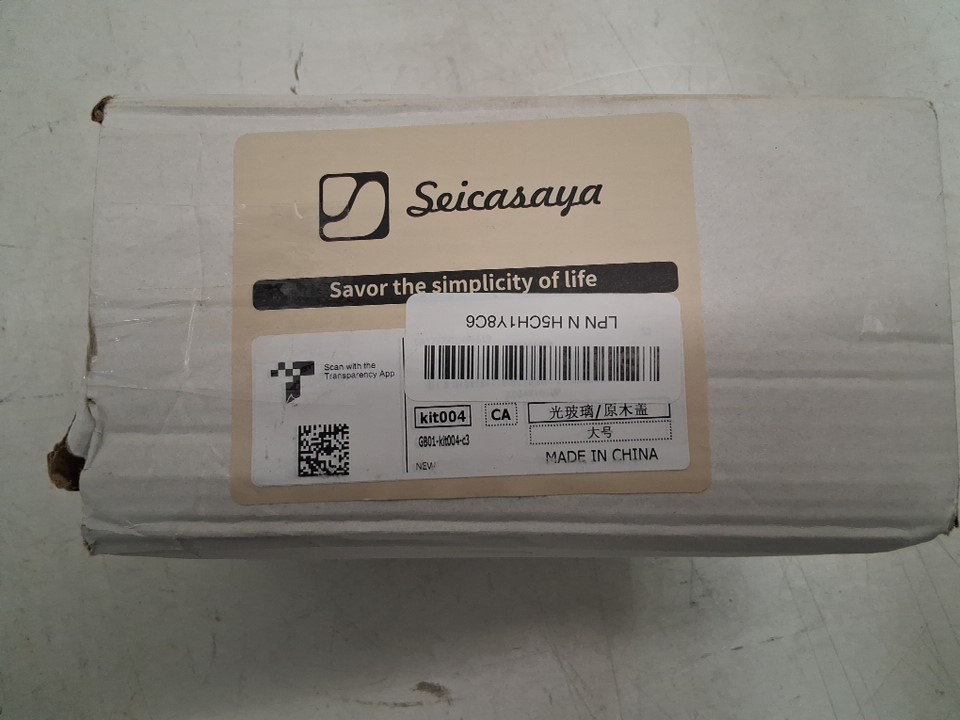 Seicasaya
Savor the simplicity of life
LPN N H5CH1Y8C6
Scan with the
Transparency App
kit004
CA
光玻璃/原木盖
GB01-kit004-c3
大号
NEW
MADE IN CHINA